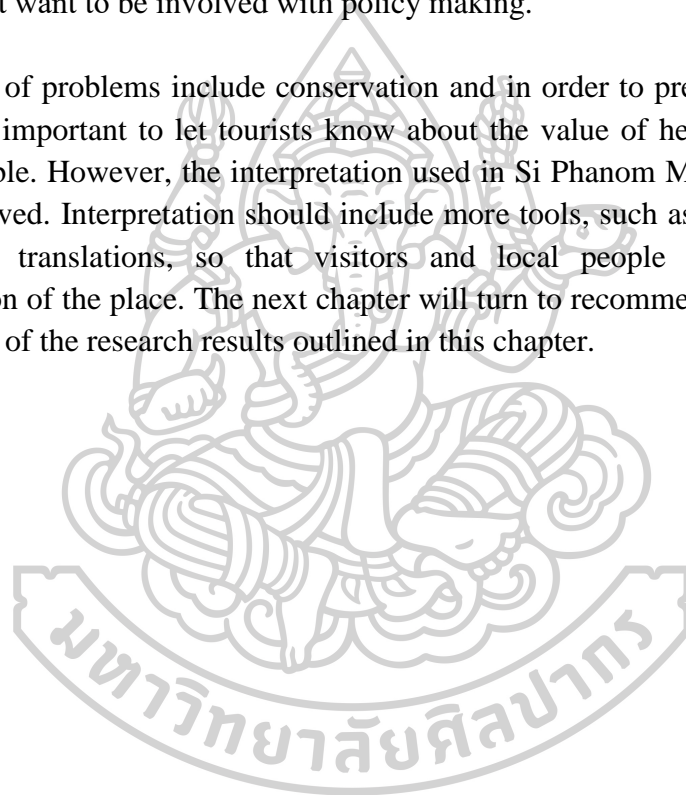 t want to be involved with policy making.
of problems include conservation and in order to pre
important to let tourists know about the value of he
ple. However, the interpretation used in Si Phanom M
ved. Interpretation should include more tools, such as
translations, so that visitors and local people
on of the place. The next chapter will turn to recomme
of the research results outlined in this chapter.
มหาวิทยาลัยศิลปากร